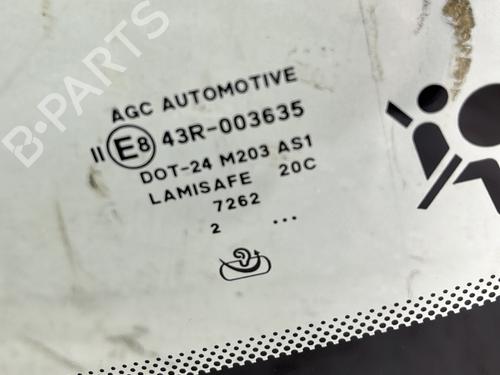 B-PARTS
AGC AUTOMOTIVE
II E8 43R-003635
DOT-24 M203 AS1
LAMISAFE 20C
7262
2 ...